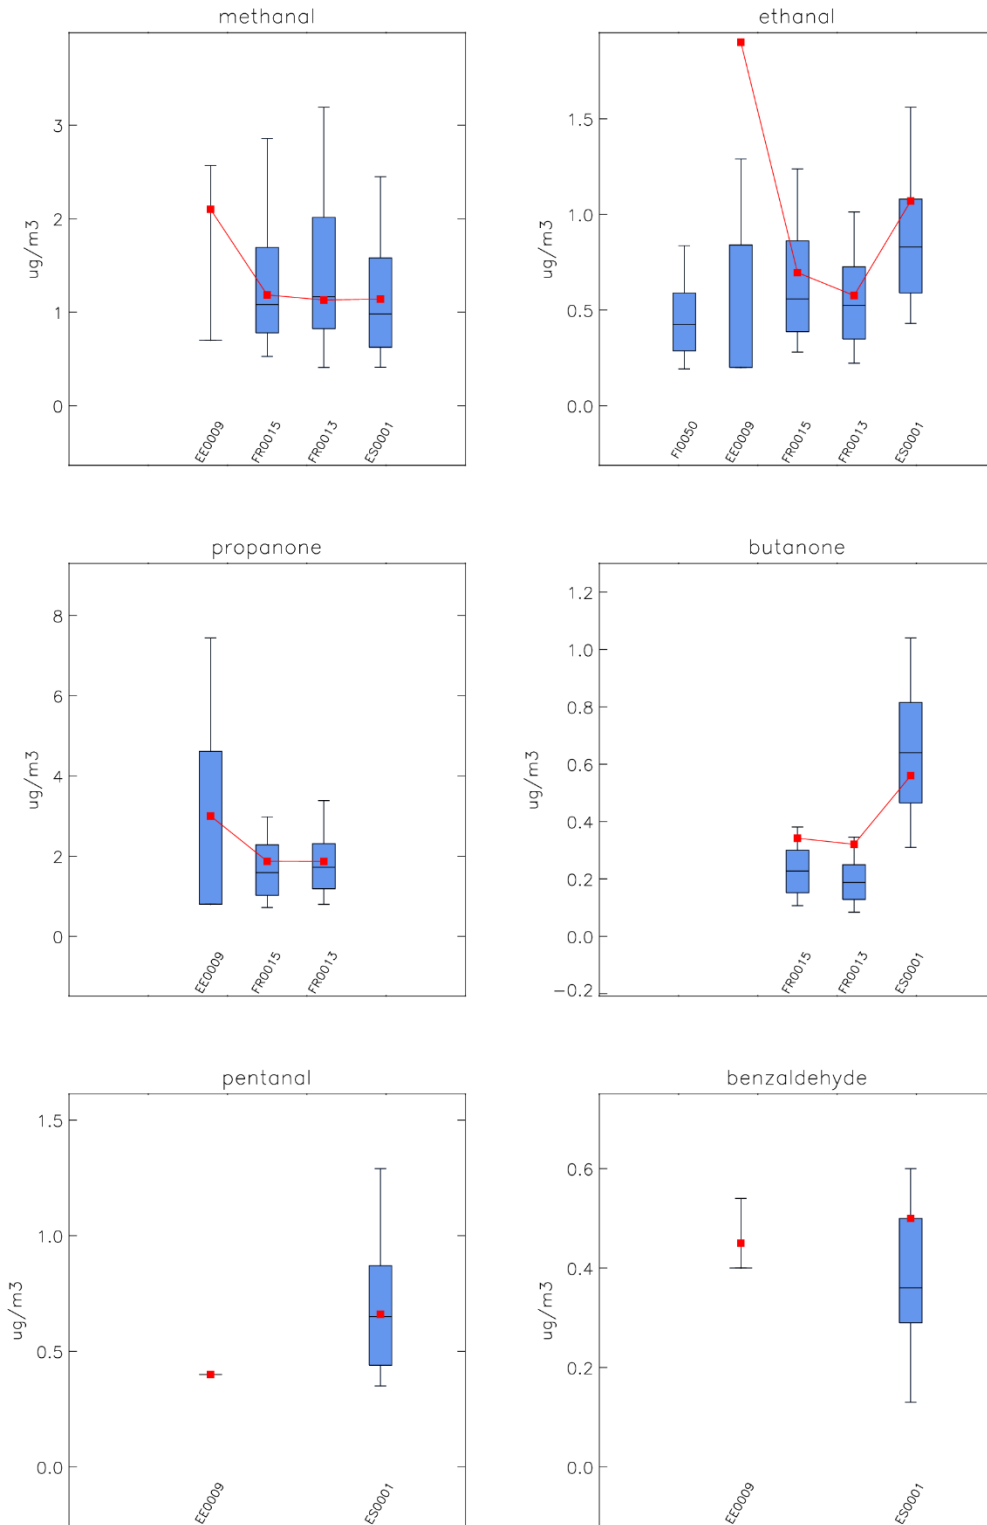 methanal
3
2
1
0
ug/m3
EE0009
FR0015
FR0013
ES0001
ethanal
1.5
1.0
0.5
0.0
ug/m3
FI0050
EE0009
FR0015
FR0013
ES0001
propanone
8
6
4
2
0
ug/m3
EE0009
FR0015
FR0013
butanone
1.2
1.0
0.8
0.6
0.4
0.2
0.0
−0.2
ug/m3
FR0015
FR0013
ES0001
pentanal
1.5
1.0
0.5
0.0
ug/m3
EE0009
ES0001
benzaldehyde
0.6
0.4
0.2
0.0
ug/m3
EE0009
ES0001